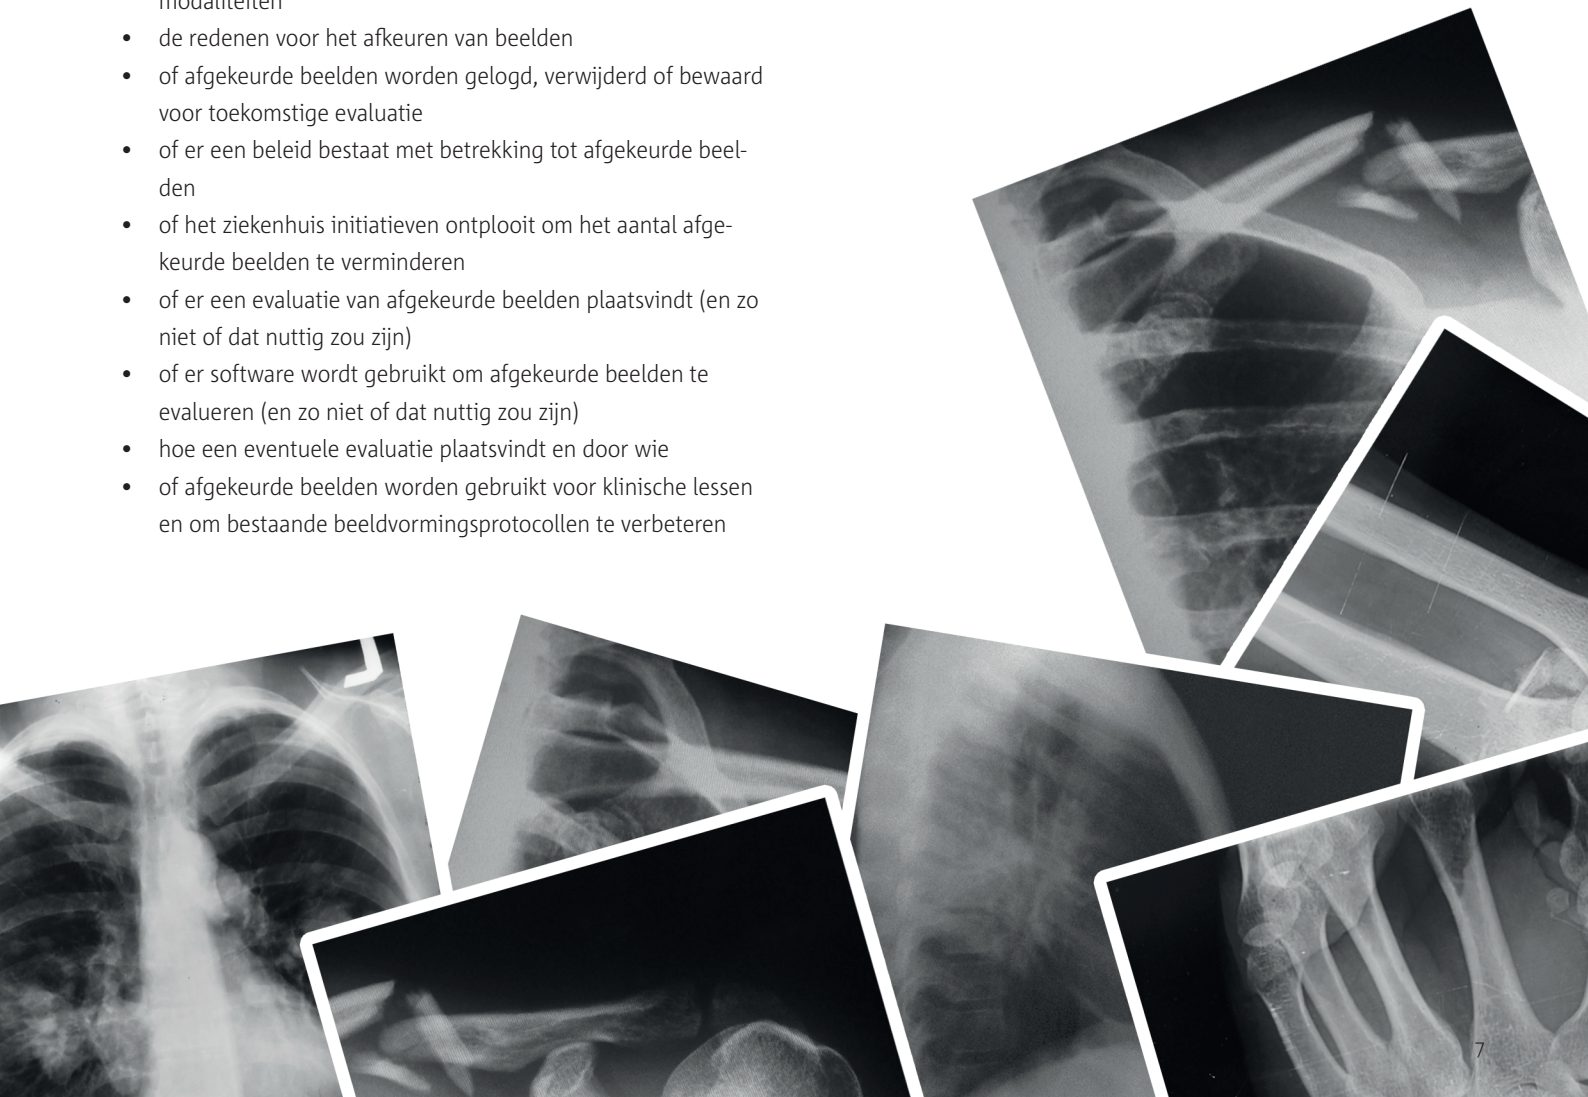 modaliteiten
• de redenen voor het afkeuren van beelden
• of afgekeurde beelden worden gelogd, verwijderd of bewaard
voor toekomstige evaluatie
• of er een beleid bestaat met betrekking tot afgekeurde beel-
den
• of het ziekenhuis initiatieven ontplooit om het aantal afge-
keurde beelden te verminderen
• of er een evaluatie van afgekeurde beelden plaatsvindt (en zo
niet of dat nuttig zou zijn)
• of er software wordt gebruikt om afgekeurde beelden te
evalueren (en zo niet of dat nuttig zou zijn)
• hoe een eventuele evaluatie plaatsvindt en door wie
• of afgekeurde beelden worden gebruikt voor klinische lessen
en om bestaande beeldvormingsprotocollen te verbeteren
7